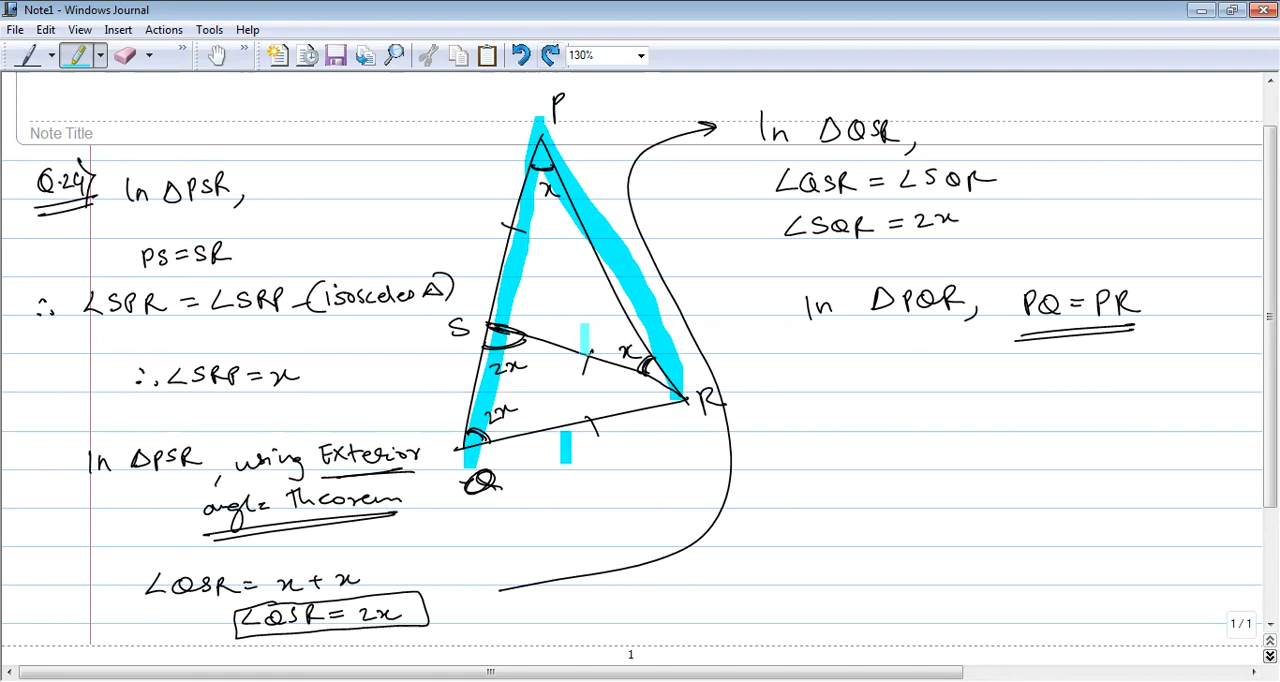 Note1 - Windows Journal
File Edit View Insert Actions Tools Help
130%
Note Title
Q.24) In ΔPSR,
PS = SR
∴ ∠SPR = ∠SRP - (isosceles Δ)
∴ ∠SRP = x
In ΔPSR, using Exterior
angle theorem
∠QSR = x + x
∠QSR = 2x
P
x
S
2x
x
R
2x
Q
In ΔQSR,
∠QSR = ∠SQR
∠SQR = 2x
In ΔPQR, PQ = PR
1 / 1
1